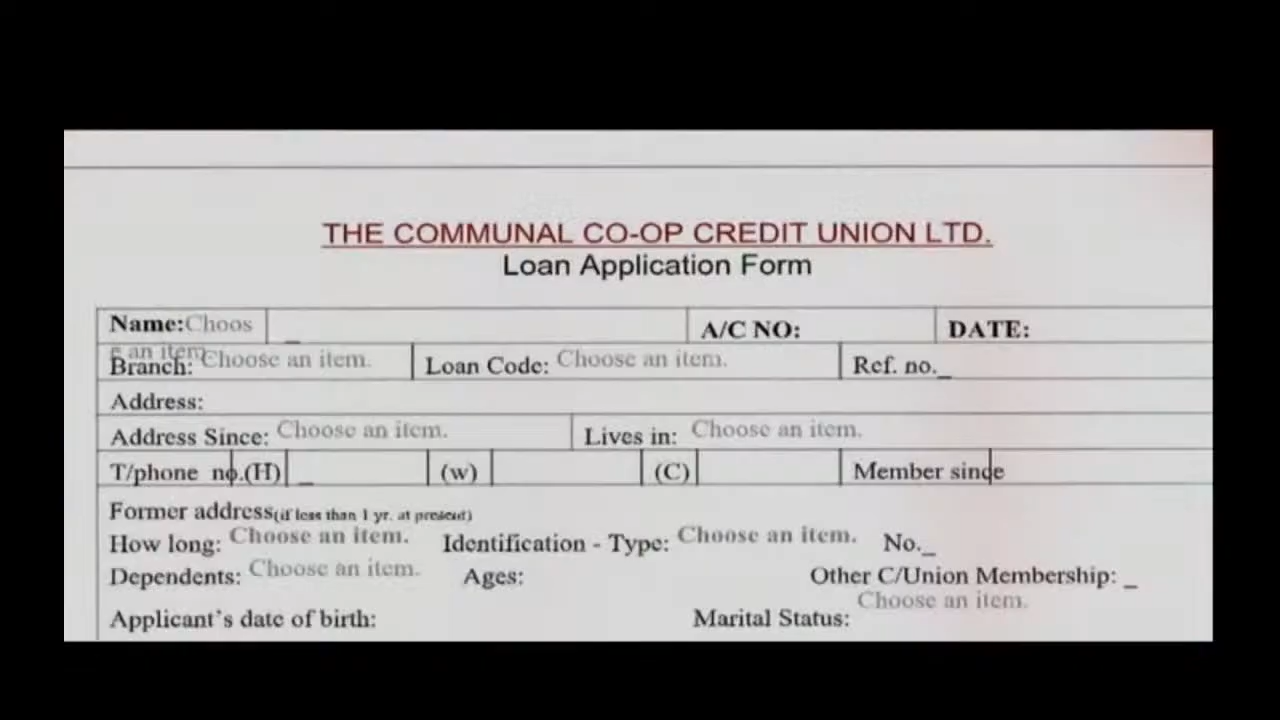 THE COMMUNAL CO-OP CREDIT UNION LTD.
Loan Application Form
Name:Choos
e an item. A/C NO: DATE:
Branch: Choose an item. Loan Code: Choose an item. Ref. no._
Address:
Address Since: Choose an item. Lives in: Choose an item.
T/phone no.(H) _ (w) (C) Member since
Former address(if less than 1 yr. at present)
How long: Choose an item. Identification - Type: Choose an item. No._
Dependents: Choose an item. Ages: Other C/Union Membership: _
Choose an item.
Applicant's date of birth: Marital Status: